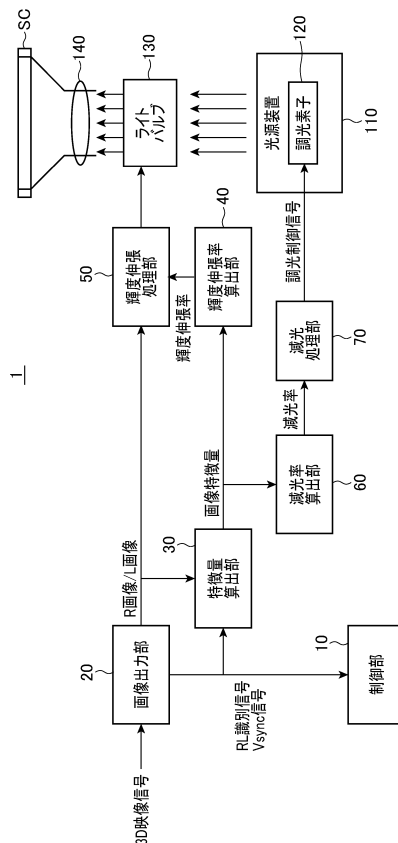 1
3D映像信号
20
画像出力部
R画像/L画像
RL識別信号
Vsync信号
10
制御部
30
特徴量
算出部
画像特徴量
50
輝度伸張
処理部
輝度伸張率
40
輝度伸張率
算出部
60
減光率
算出部
減光率
70
減光
処理部
調光制御信号
130
ライト
バルブ
140
SC
光源装置
120
調光素子
110